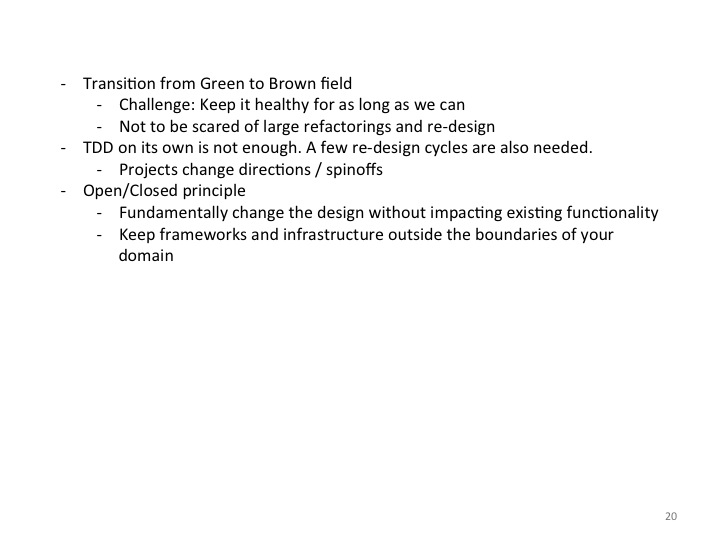 - Transition from Green to Brown field
- Challenge: Keep it healthy for as long as we can
- Not to be scared of large refactorings and re-design
- TDD on its own is not enough. A few re-design cycles are also needed.
- Projects change directions / spinoffs
- Open/Closed principle
- Fundamentally change the design without impacting existing functionality
- Keep frameworks and infrastructure outside the boundaries of your
domain
20